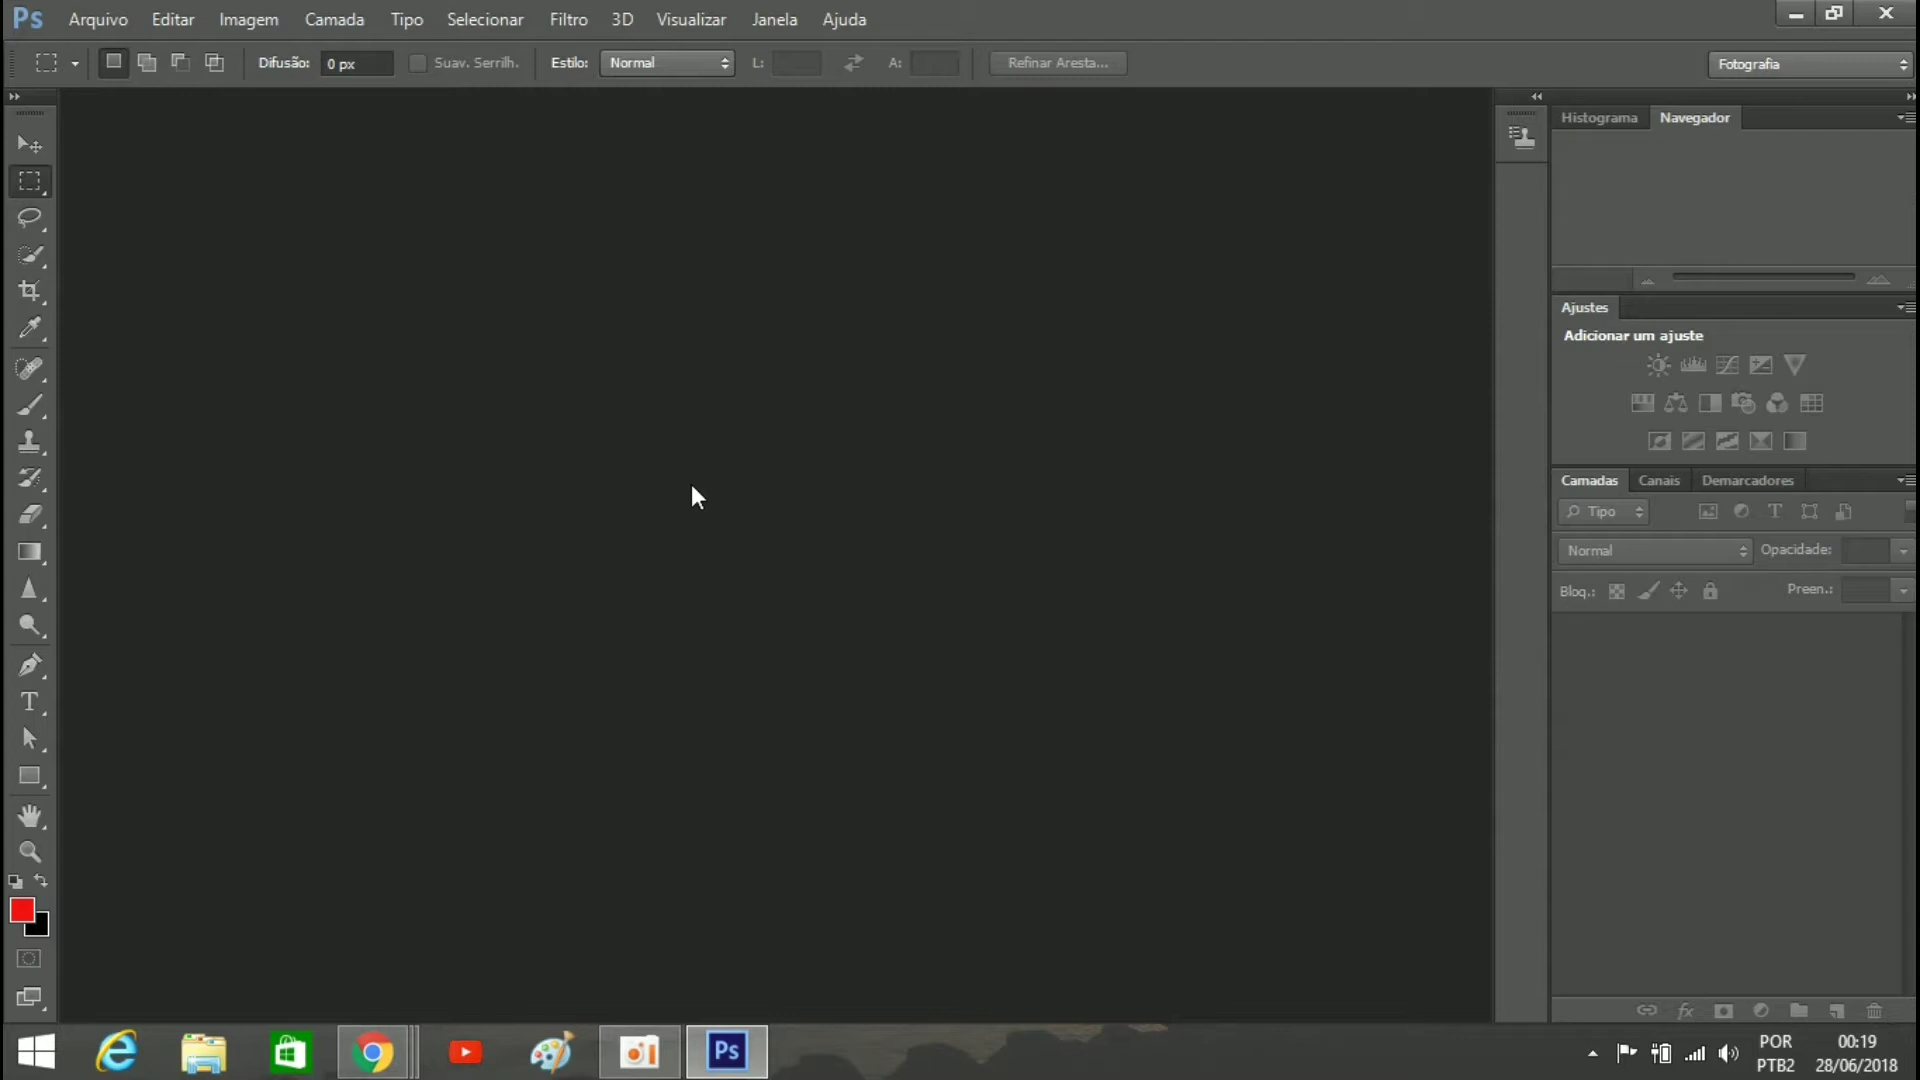 Ps Arquivo Editar Imagem Camada Tipo Selecionar Filtro 3D Visualizar Janela Ajuda
Difusão: 0 px Suav. Serrilh. Estilo: Normal L: A: Refinar Aresta... Fotografia
Histograma Navegador
Ajustes
Adicionar um ajuste
Camadas Canais Demarcadores
Tipo
Normal Opacidade:
Bloq.: Preen.:
T
fx
Ps
POR 00:19
PTB2 28/06/2018